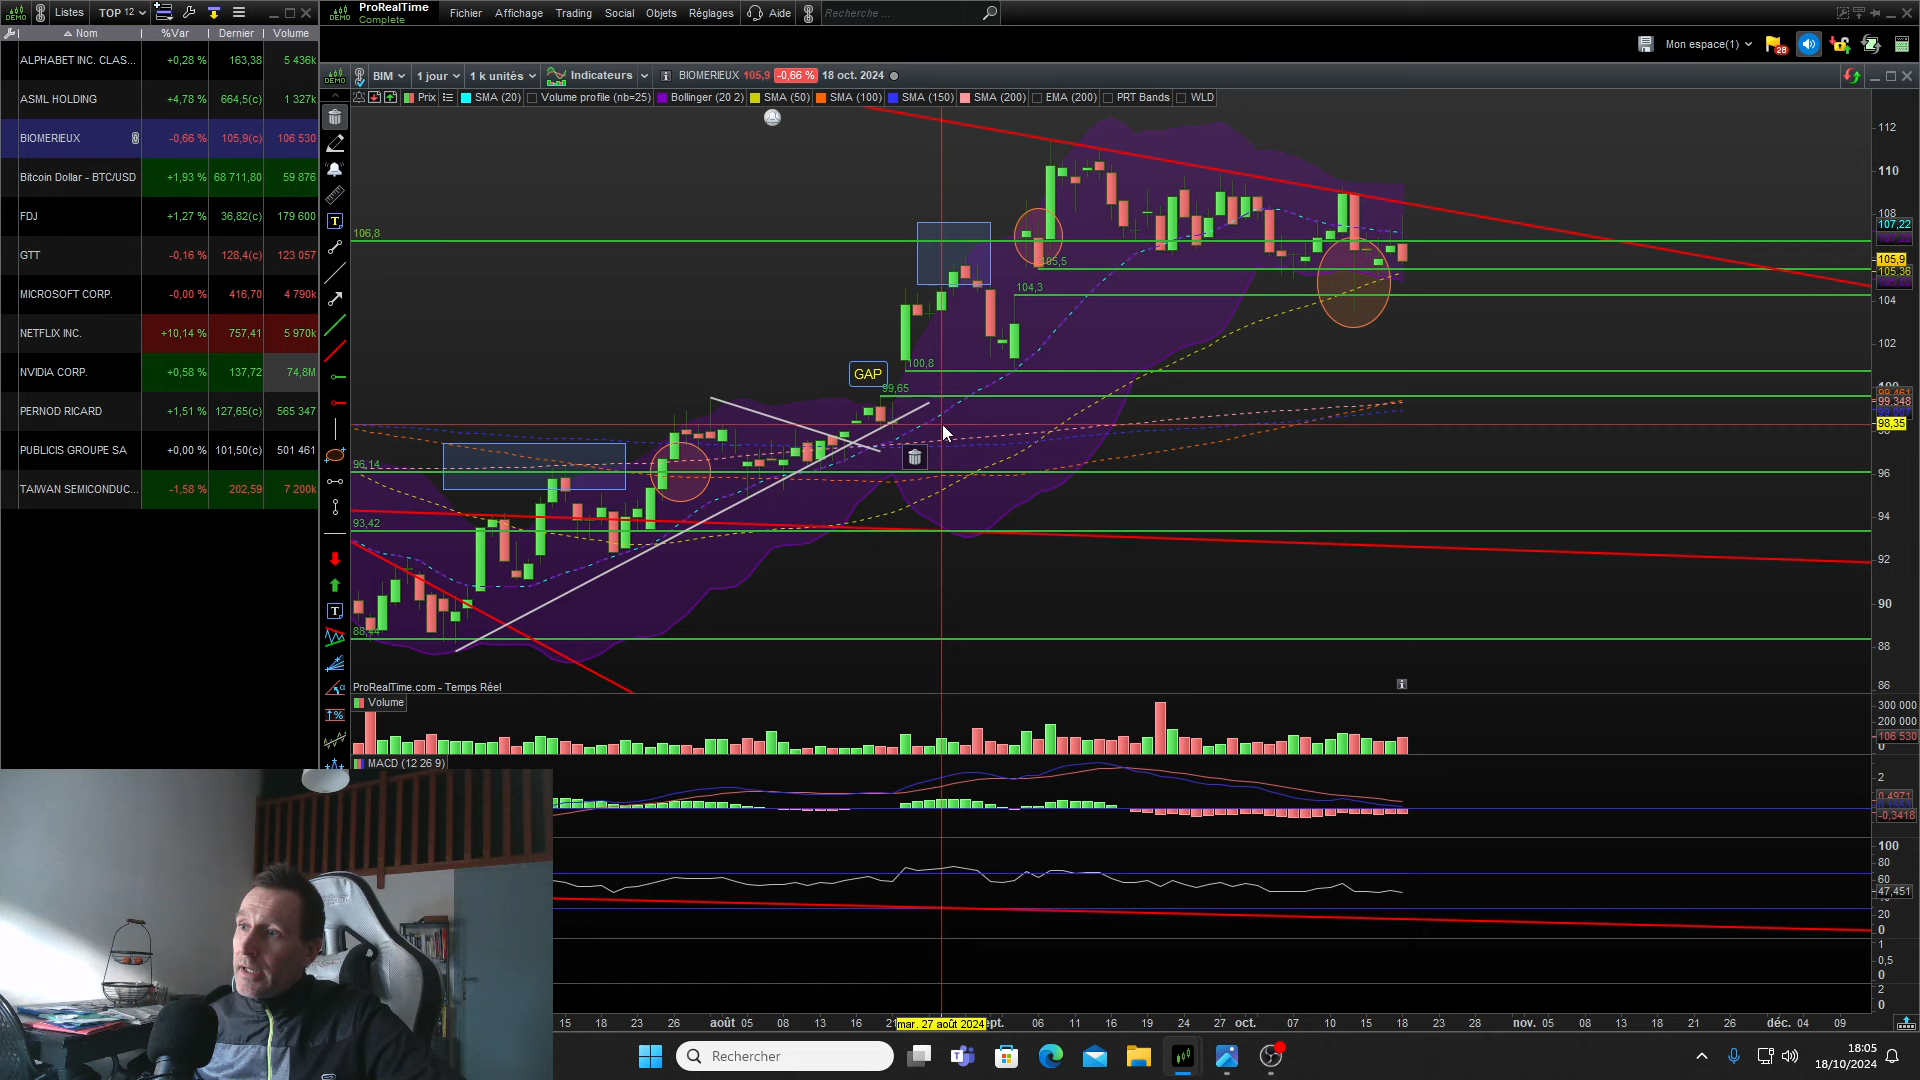 DEMO Listes TOP 12
Nom %Var Dernier Volume
ALPHABET INC. CLAS... +0,28 % 163,38 5 436k
ASML HOLDING +4,78 % 664,5(c) 1 327k
BIOMERIEUX -0,66 % 105,9(c) 106 530
Bitcoin Dollar - BTC/USD +1,93 % 68 711,80 59 876
FDJ +1,27 % 36,82(c) 179 600
GTT -0,16 % 128,4(c) 123 057
MICROSOFT CORP. -0,00 % 416,70 4 790k
NETFLIX INC. +10,14 % 757,41 5 970k
NVIDIA CORP. +0,58 % 137,72 74,8M
PERNOD RICARD +1,51 % 127,65(c) 565 347
PUBLICIS GROUPE SA +0,00 % 101,50(c) 501 461
TAIWAN SEMICONDUC... -1,58 % 202,59 7 200k
DEMO ProRealTime Complete Fichier Affichage Trading Social Objets Réglages Aide Recherche ...
Mon espace(1) 28
DEMO BIM 1 jour 1 k unités Indicateurs BIOMERIEUX 105,9 -0,66 % 18 oct. 2024
Prix SMA (20) Volume profile (nb=25) Bollinger (20 2) SMA (50) SMA (100) SMA (150) SMA (200) EMA (200) PRT Bands WLD
106,8
105,5
104,3
100,8
GAP
99,65
96,14
93,42
88,44
112
110
108
107,22
105,9
105,36
104
102
99,348
98,35
96
94
92
90
88
86
ProRealTime.com - Temps Réel
Volume
300 000
200 000
106 530
0
MACD (12 26 9)
2
0,4971
-0,3418
100
80
60
47,451
20
0
1
0,5
0
2
0
15 18 23 26 août 05 08 13 16 21 mar. 27 août 2024 ept. 06 11 16 19 24 27 oct. 07 10 15 18 23 28 nov. 05 08 13 18 21 26 déc. 04 09
Rechercher
18:05
18/10/2024